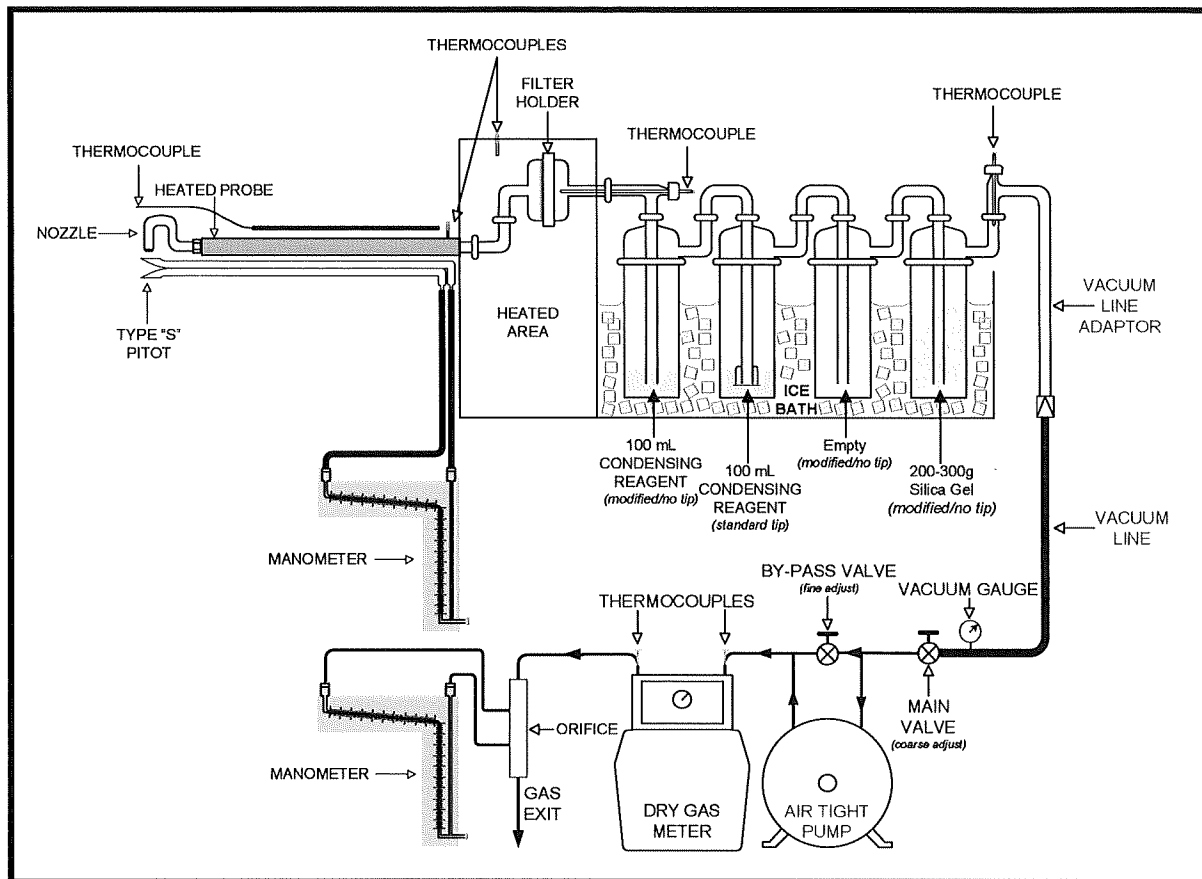 THERMOCOUPLES
FILTER
HOLDER
THERMOCOUPLE
THERMOCOUPLE
THERMOCOUPLE
HEATED PROBE
NOZZLE
TYPE "S"
PITOT
HEATED
AREA
VACUUM
LINE
ADAPTOR
ICE
BATH
100 mL
CONDENSING
REAGENT
(modified/no tip)
100 mL
CONDENSING
REAGENT
(standard tip)
Empty
(modified/no tip)
200-300g
Silica Gel
(modified/no tip)
VACUUM
LINE
MANOMETER
BY-PASS VALVE
(fine adjust)
VACUUM GAUGE
THERMOCOUPLES
MAIN
VALVE
(coarse adjust)
ORIFICE
MANOMETER
GAS
EXIT
DRY GAS
METER
AIR TIGHT
PUMP